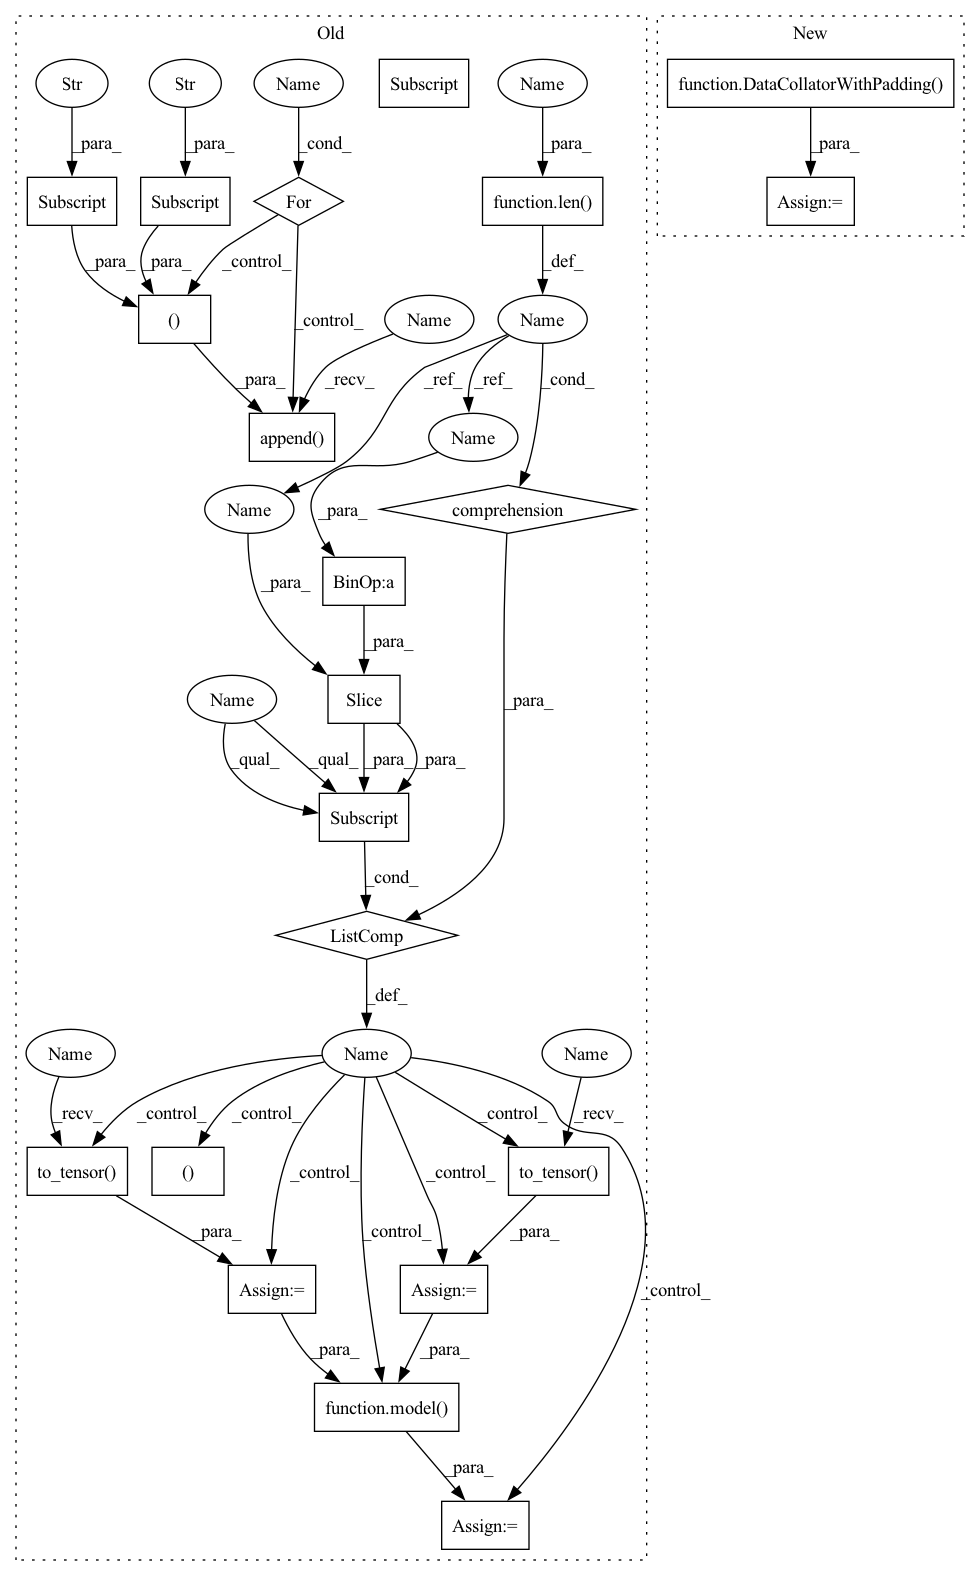 Old
New
Str
Str
Name
Subscript
Name
function.DataCollatorWithPadding()
_para_
_para_
_cond_
_para_
_para_
Subscript
Subscript
For
function.len()
Assign:=
_para_
_para_
_control_
_def_
()
_control_
Name
Name
_para_
_recv_
_ref_
_ref_
_cond_
append()
Name
Name
comprehension
_para_
_para_
BinOp:a
_para_
Name
Slice
_para_
_qual_
_qual_
_para_
_para_
Subscript
_cond_
ListComp
_def_
Name
Name
Name
_recv_
_control_
_control_
_control_
_recv_
to_tensor()
()
_control_
_control_
to_tensor()
_para_
_control_
_para_
Assign:=
Assign:=
_control_
_para_
_para_
function.model()
_para_
Assign:=